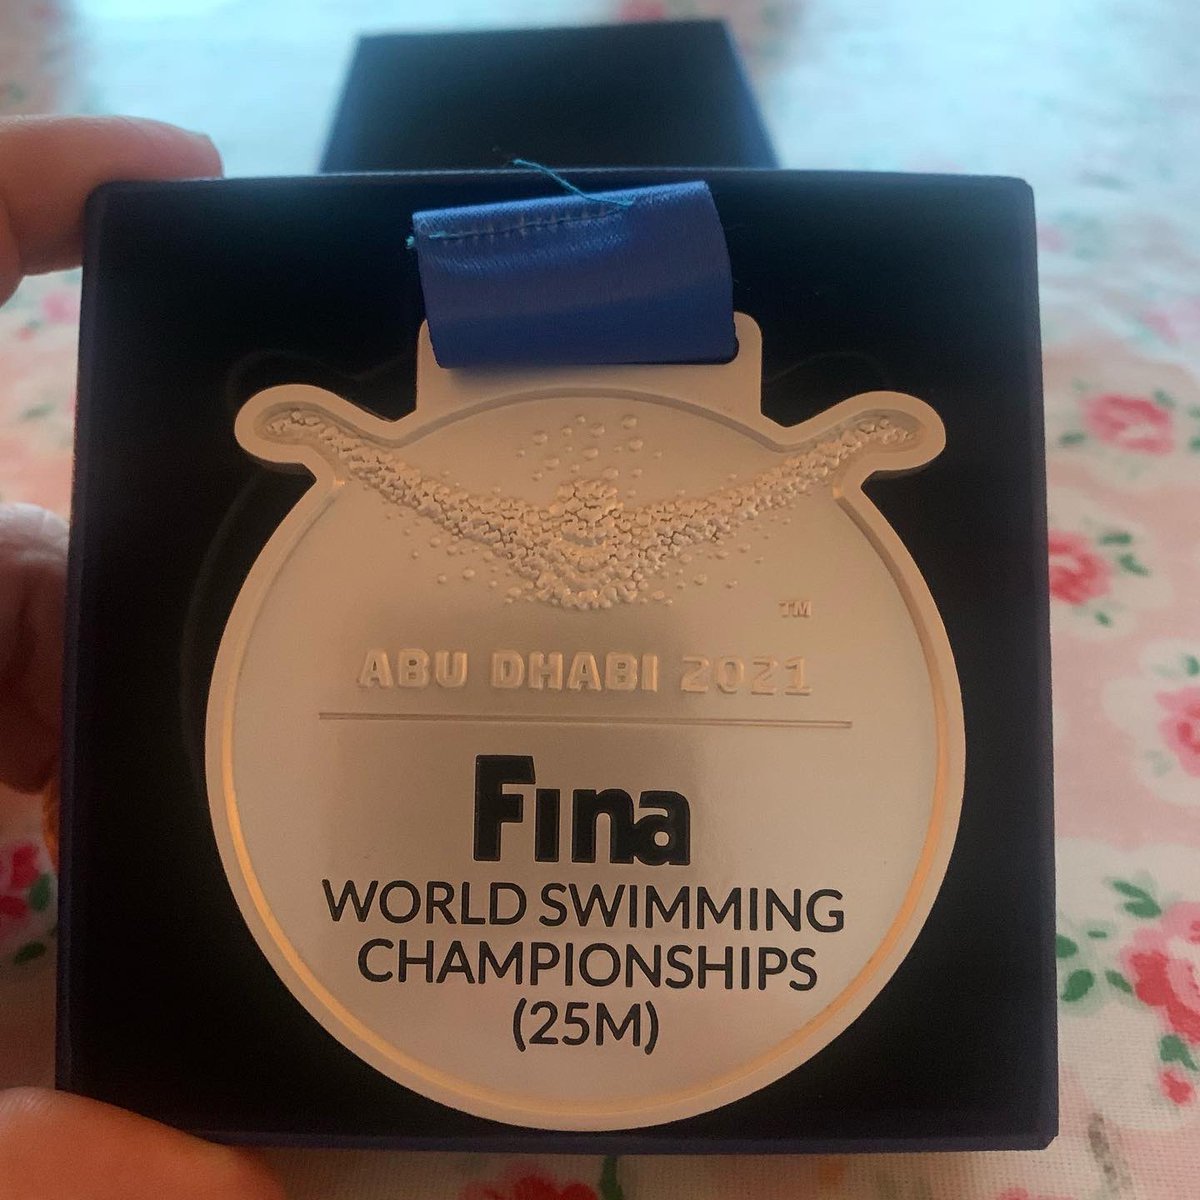 TM
ABU DHABI 2021
Fina
WORLD SWIMMING
CHAMPIONSHIPS
(25M)